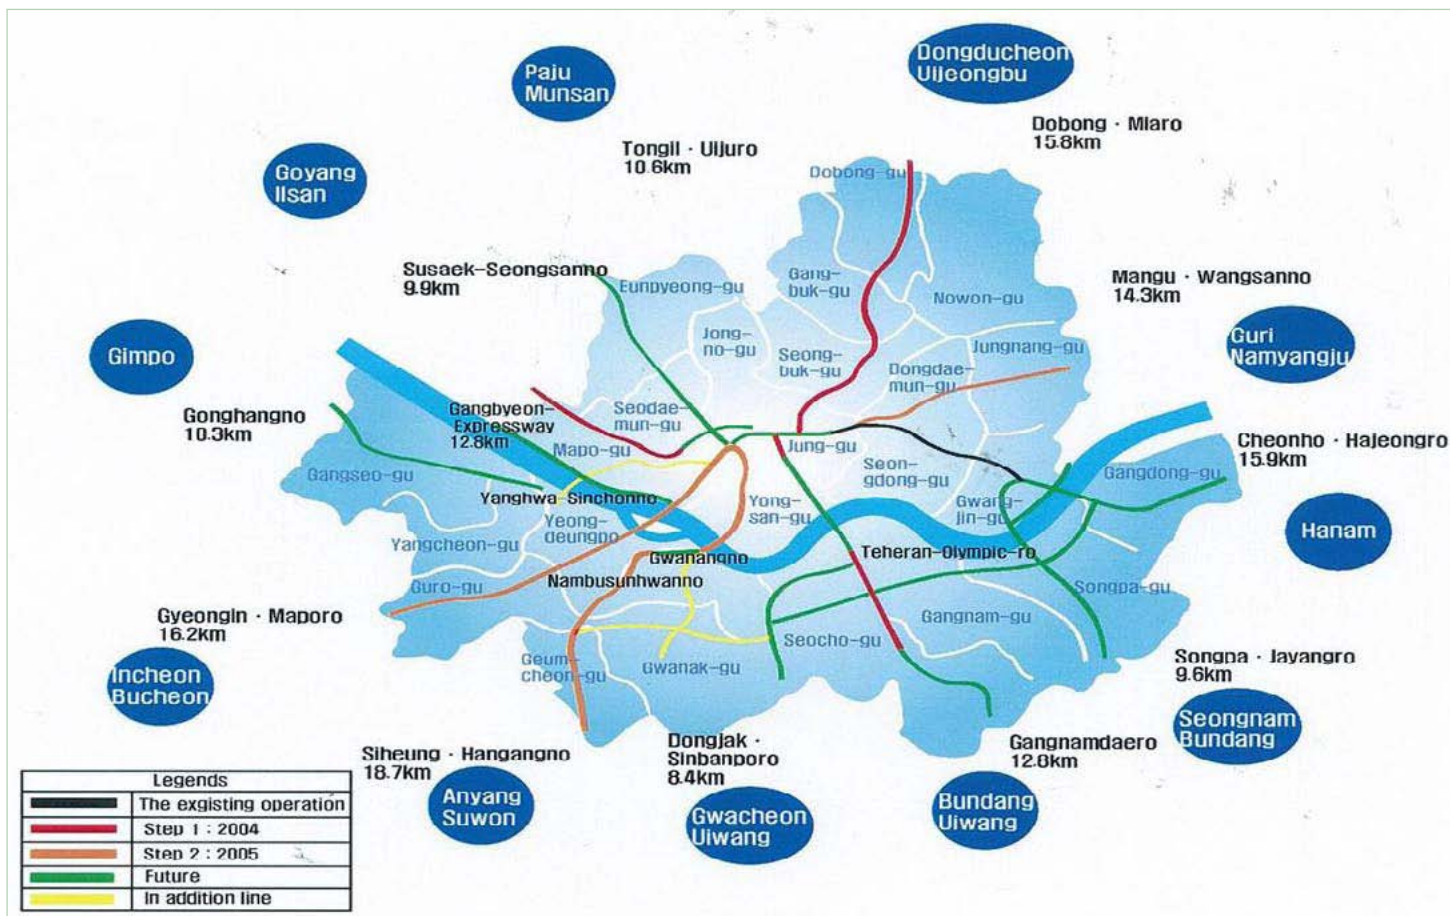 Dongducheon
Uijeongbu
Paju
Munsan
Dobong · Miaro
15.8km
Tongil · Uijuro
10.6km
Goyang
Ilsan
Dobong-gu
Susaek-Seongsanno
9.9km
Eunpyeong-gu
Gang-
buk-gu
Nowon-gu
Mangu · Wangsanno
14.3km
Guri
Namyangju
Gimpo
Jong-
no-gu
Seong-
buk-gu
Jungnang-gu
Dongdae-
mun-gu
Gonghangno
10.3km
Gangbyeon-
Expressway
12.8km
Seodae-
mun-gu
Mapo-gu
Jung-gu
Cheonho · Hajeongro
15.9km
Gangseo-gu
Seon-
gdong-gu
Gangdong-gu
Yanghwa-Sinchonno
Yong-
san-gu
Gwang-
jin-gu
Yeong-
deungpo
Hanam
Yangcheon-gu
Gwanangno
Teheran-Olympic-ro
Guro-gu
Nambusunhwanno
Songpa-gu
Gyeongin · Maporo
16.2km
Gangnam-gu
Seocho-gu
Incheon
Bucheon
Geum-
cheon-gu
Gwanak-gu
Songpa · Jayangro
9.6km
Seongnam
Bundang
Siheung · Hangangno
18.7km
Dongjak ·
Sinbanporo
8.4km
Gangnamdaero
12.8km
Anyang
Suwon
Gwacheon
Uiwang
Bundang
Uiwang
Legends
The exgisting operation
Step 1 : 2004
Step 2 : 2005
Future
In addition line